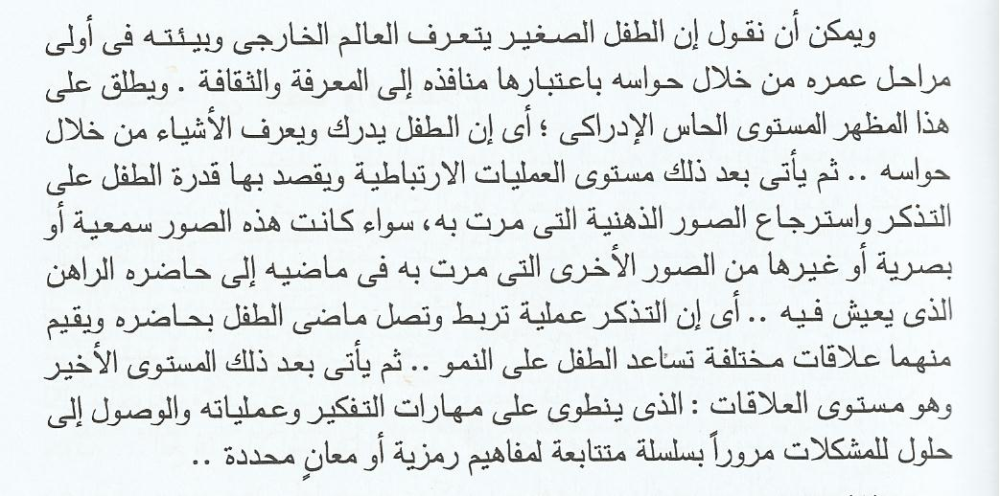 ويمكن أن نقول إن الطفل الصغير يتعرف العالم الخارجى وبيئته فى أولى
مراحل عمره من خلال حواسه باعتبارها منافذه إلى المعرفة والثقافة . ويطلق على
هذا المظهر المستوى الحاس الإدراكى ؛ أى إن الطفل يدرك ويعرف الأشياء من خلال
حواسه .. ثم يأتى بعد ذلك مستوى العمليات الارتباطية ويقصد بها قدرة الطفل على
التذكر واسترجاع الصور الذهنية التى مرت به، سواء كانت هذه الصور سمعية أو
بصرية أو غيرها من الصور الأخرى التى مرت به فى ماضيه إلى حاضره الراهن
الذى يعيش فيه .. أى إن التذكر عملية تربط وتصل ماضى الطفل بحاضره ويقيم
منهما علاقات مختلفة تساعد الطفل على النمو .. ثم يأتى بعد ذلك المستوى الأخير
وهو مستوى العلاقات : الذى ينطوى على مهارات التفكير وعملياته والوصول إلى
حلول للمشكلات مروراً بسلسلة متتابعة لمفاهيم رمزية أو معانٍ محددة ..